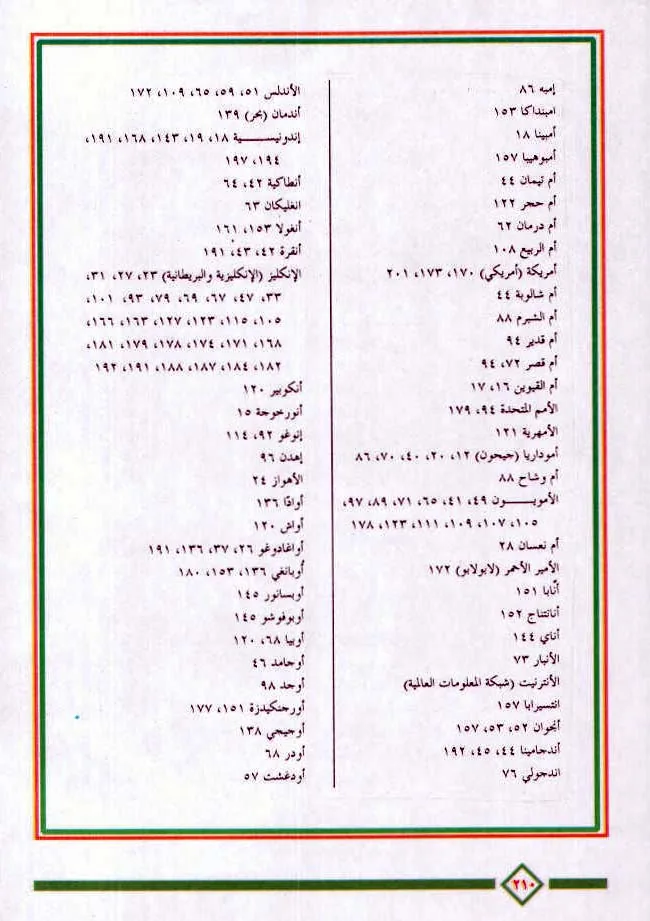 إمبه ٨٦
امبنداكا ١٥٣
أمبينا ١٨
أمبوهيبا ١٥٧
أم تيمان ٤٤
أم حجر ١٢٢
أم درمان ٦٢
أم الربيع ١٠٨
أمريكة (أمريكي) ١٧٠، ١٧٣، ٢٠١
أم شالوبة ٤٤
أم الشبرم ٨٨
أم قدير ٩٤
أم قصر ٧٢، ٩٤
أم القيوين ١٦، ١٧
الأمم المتحدة ٩٤، ١٧٩
الأمهرية ١٢١
أموداريا (جيحون) ١٢، ٢٠، ٤٠، ٧٠، ٨٦
أم وشاح ٨٨
الأمويـــون ٤٩، ٤١، ٦٥، ٧١، ٨٩، ٩٧،
١٠٥، ١٠٧، ١٠٩، ١١١، ١٢٣، ١٧٨
أم نعسان ٢٨
الأمير الأحمر (لابولابو) ١٧٢
أنابا ١٥١
أنانتناج ١٥٢
أناي ١٤٤
الأنبار ٧٣
الأنترنيت (شبكة المعلومات العالمية)
انتسيرابا ١٥٧
أنجوان ٥٢، ٥٣، ١٥٧
أندجامينا ٤٤، ٤٥، ١٩٢
اندجولي ٧٦
الأندلس ٥١، ٥٩، ٦٥، ١٠٩، ١٧٢
أندمان (بحر) ١٣٩
إندونيســـية ١٨، ١٩، ١٤٣، ١٦٨، ١٩١،
١٩٤، ١٩٧
أنطاكية ٤٢، ٦٤
انغليكان ٦٣
أنغولا ١٥٣، ١٦١
أنقرة ٤٢، ٤٣، ١٩١
الإنكليز (الإنكليزية والبريطانية) ٢٣، ٢٧، ٣١،
٣٣، ٤٧، ٦٧، ٦٩، ٧٩، ٩٣، ١٠١،
١٠٥، ١١٥، ١٢٣، ١٢٧، ١٦٣، ١٦٦،
١٦٨، ١٧١، ١٧٤، ١٧٨، ١٧٩، ١٨١،
١٨٢، ١٨٤، ١٨٧، ١٨٨، ١٩١، ١٩٢
أنكوبير ١٢٠
أنورخوجة ١٥
إنوغو ٩٢، ١١٤
إهدن ٩٦
الأهواز ٢٤
أواقا ١٣٦
أواش ١٢٠
أواغادوغو ٢٦، ٣٧، ١٣٦، ١٩١
أوبانغي ١٣٦، ١٥٣، ١٨٠
أوبسانور ١٤٥
أوبوفوشو ١٤٥
أوبيا ٦٨، ١٢٠
أوحامد ٤٦
أوحد ٩٨
أورجنكيدزة ١٥١، ١٧٧
أوجيجي ١٣٨
أودر ٦٨
أودغشت ٥٧
٢١٠